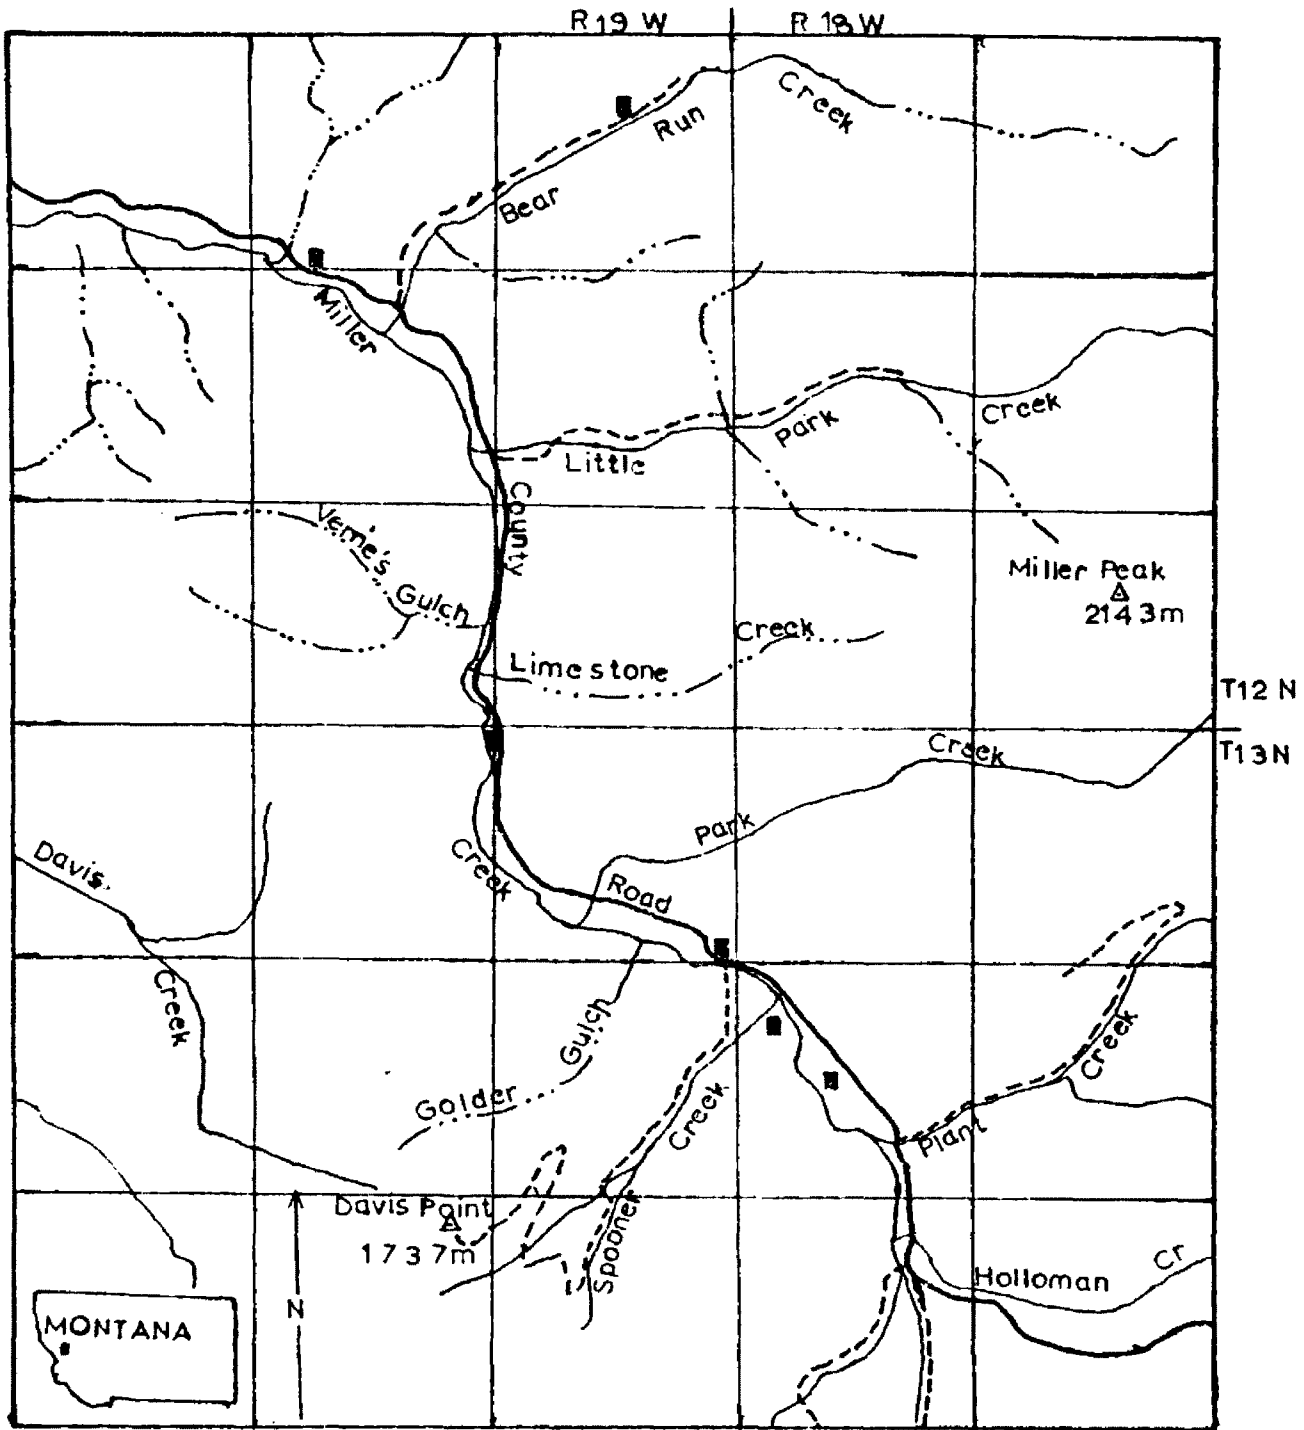 R 19 W
R 18 W
Creek
Run
Bear
Miller
Creek
Park
Little
County
Verne's
Gulch
Miller Peak
2143m
Creek
Limestone
T12 N
T13 N
Creek
Park
Creek
Davis
Road
Creek
Gulch
Creek
Golder
Creek
Plant
Davis Point
1737m
Spooner
Cr
Holloman
N
MONTANA